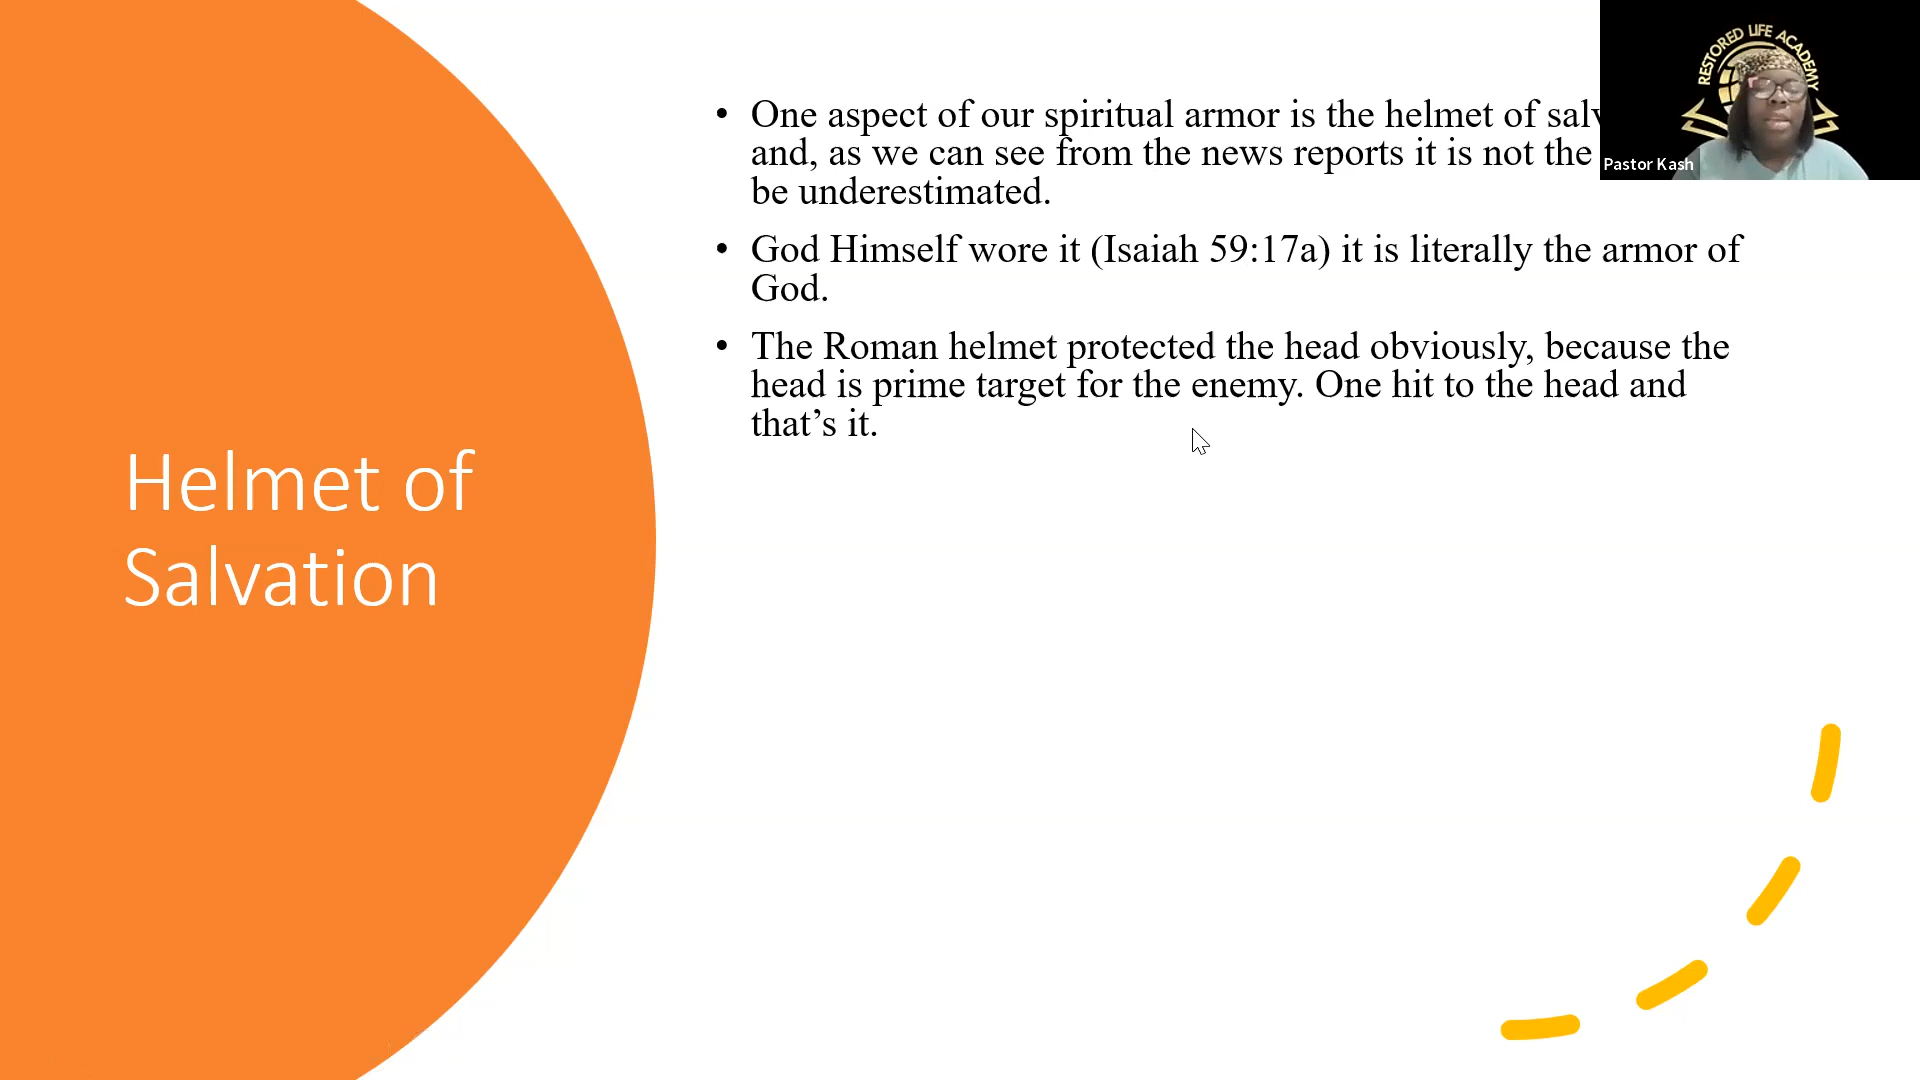 RESTORED LIFE ACADEMY
Pastor Kash
Helmet of
Salvation
• One aspect of our spiritual armor is the helmet of
and, as we can see from the news reports it is not the
be underestimated.
• God Himself wore it (Isaiah 59:17a) it is literally the armor of
God.
• The Roman helmet protected the head obviously, because the
head is prime target for the enemy. One hit to the head and
that’s it.